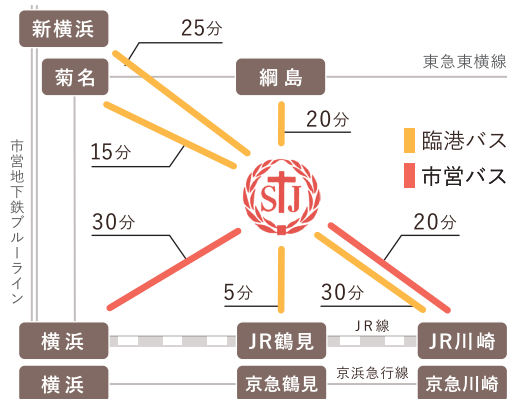 新横浜
25分
菊名
綱島
東急東横線
20分
臨港バス
市営バス
15分
市営地下鉄ブルーライン
STJ
30分
20分
5分
30分
JR線
横浜
JR鶴見
JR川崎
京浜急行線
横浜
京急鶴見
京急川崎